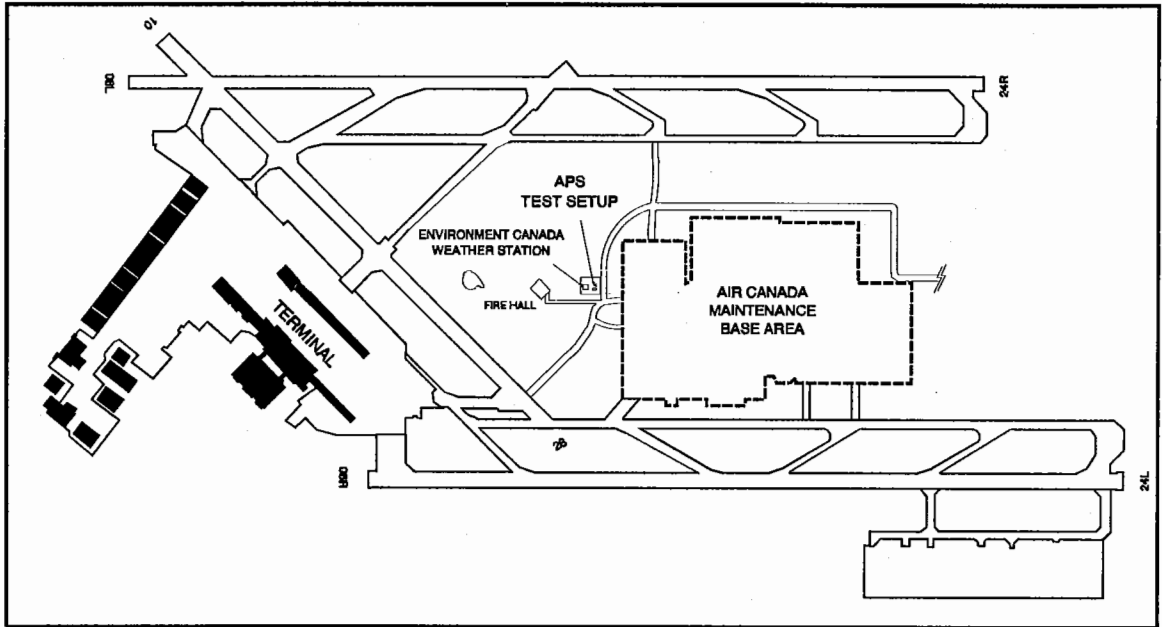 10
06L
24R
APS
TEST SETUP
ENVIRONMENT CANADA
WEATHER STATION
FIRE HALL
AIR CANADA
MAINTENANCE
BASE AREA
TERMINAL
28
06R
24L